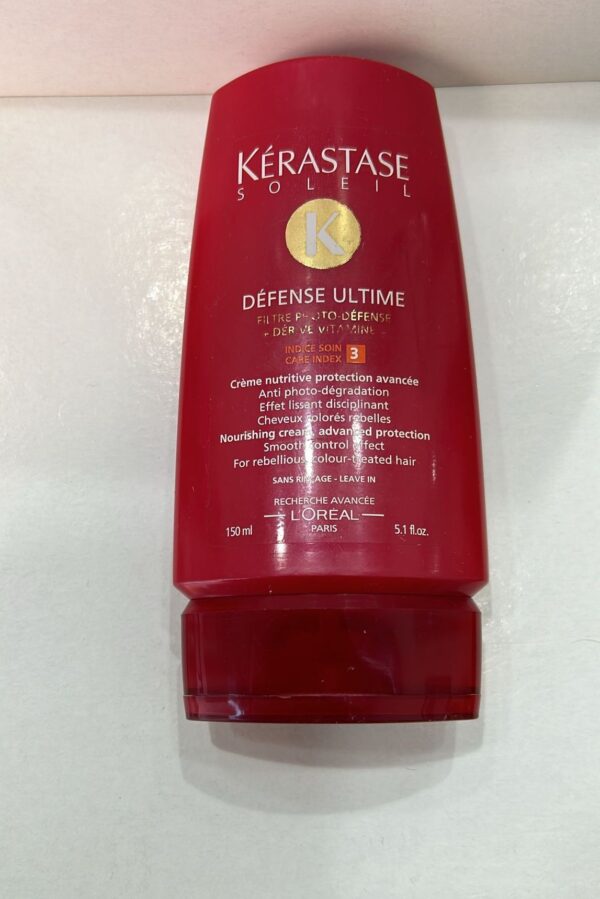 KÉRASTASE
SOLEIL
K
DÉFENSE ULTIME
FILTRE PHOTO-DÉFENSE
+ DÉRIVÉ VITAMINE
INDICE SOIN
CARE INDEX 3
Crème nutritive protection avancée
Anti photo-dégradation
Effet lissant disciplinant
Cheveux colorés rebelles
Nourishing cream, advanced protection
Smooth control effect
For rebellious colour-treated hair
SANS RINÇAGE - LEAVE IN
RECHERCHE AVANCÉE
L'ORÉAL
PARIS
150 ml 5.1 fl.oz.